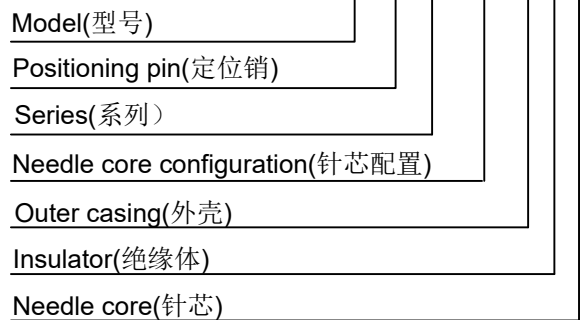 Model(型号)
Positioning pin(定位销)
Series(系列）
Needle core configuration(针芯配置)
Outer casing(外壳)
Insulator(绝缘体)
Needle core(针芯)